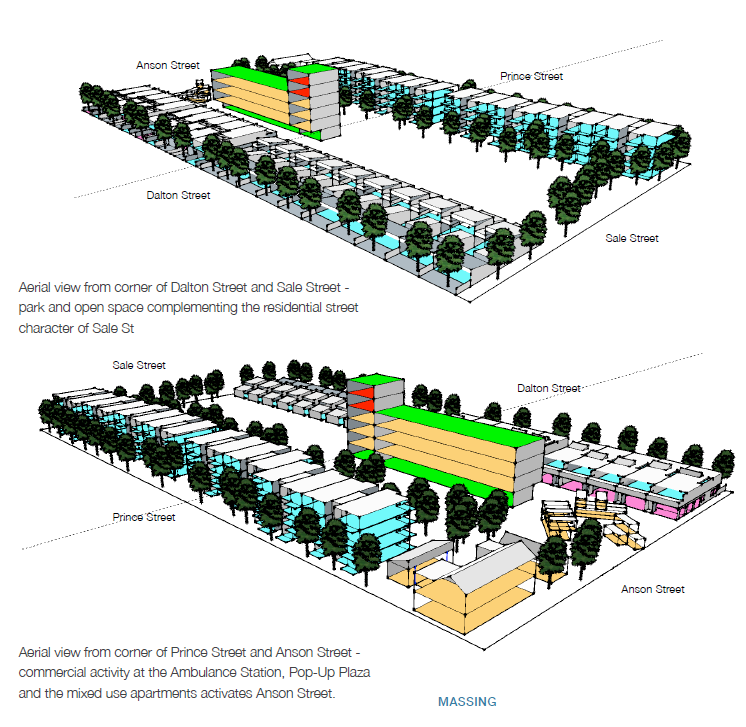 Anson Street
Prince Street
Dalton Street
Sale Street
Aerial view from corner of Dalton Street and Sale Street -
park and open space complementing the residential street
character of Sale St
Sale Street
Dalton Street
Prince Street
Anson Street
Aerial view from corner of Prince Street and Anson Street -
commercial activity at the Ambulance Station, Pop-Up Plaza
and the mixed use apartments activates Anson Street.
MASSING